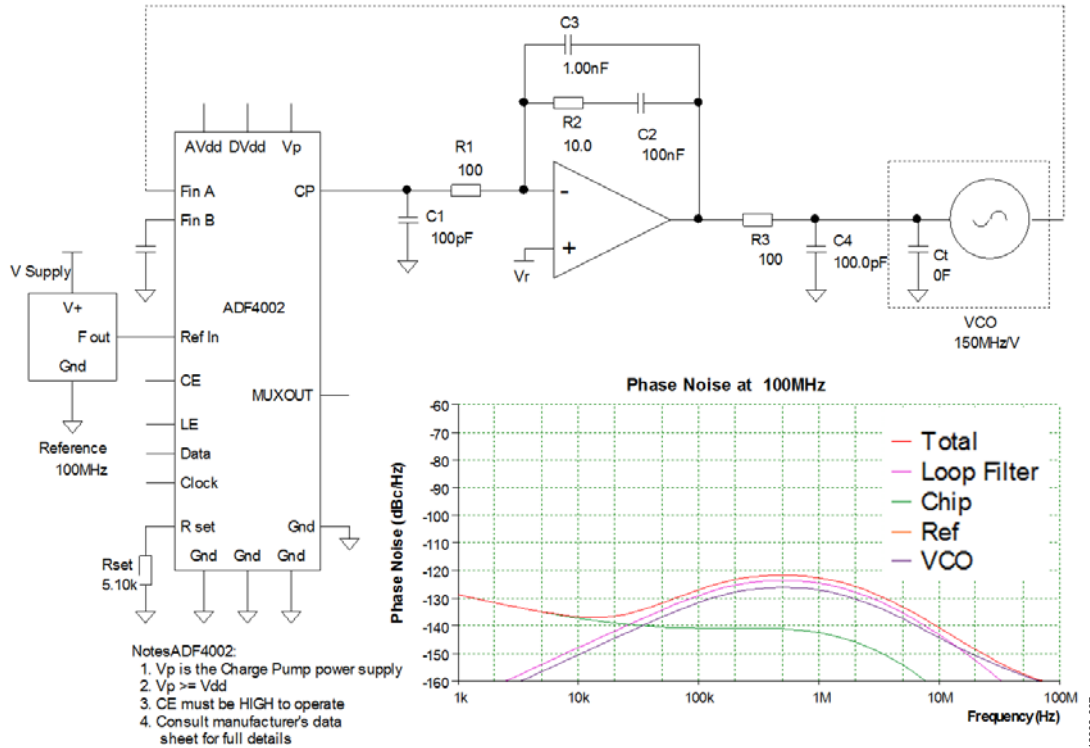 C3
1.00nF
R2
10.0
C2
100nF
AVdd DVdd Vp
R1
100
Fin A
CP
Fin B
C1
100pF
-
+
Vr
R3
100
C4
100.0pF
Ct
0F
VCO
150MHz/V
V Supply
V+
F out
Gnd
ADF4002
Ref In
CE
MUXOUT
LE
Reference
100MHz
Data
Clock
R set
Gnd
Rset
5.10k
Gnd Gnd Gnd
NotesADF4002:
1. Vp is the Charge Pump power supply
2. Vp >= Vdd
3. CE must be HIGH to operate
4. Consult manufacturer's data
sheet for full details
Phase Noise at 100MHz
Phase Noise (dBc/Hz)
-60
-70
-80
-90
-100
-110
-120
-130
-140
-150
-160
Total
Loop Filter
Chip
Ref
VCO
1k 10k 100k 1M 10M 100M
Frequency(Hz)